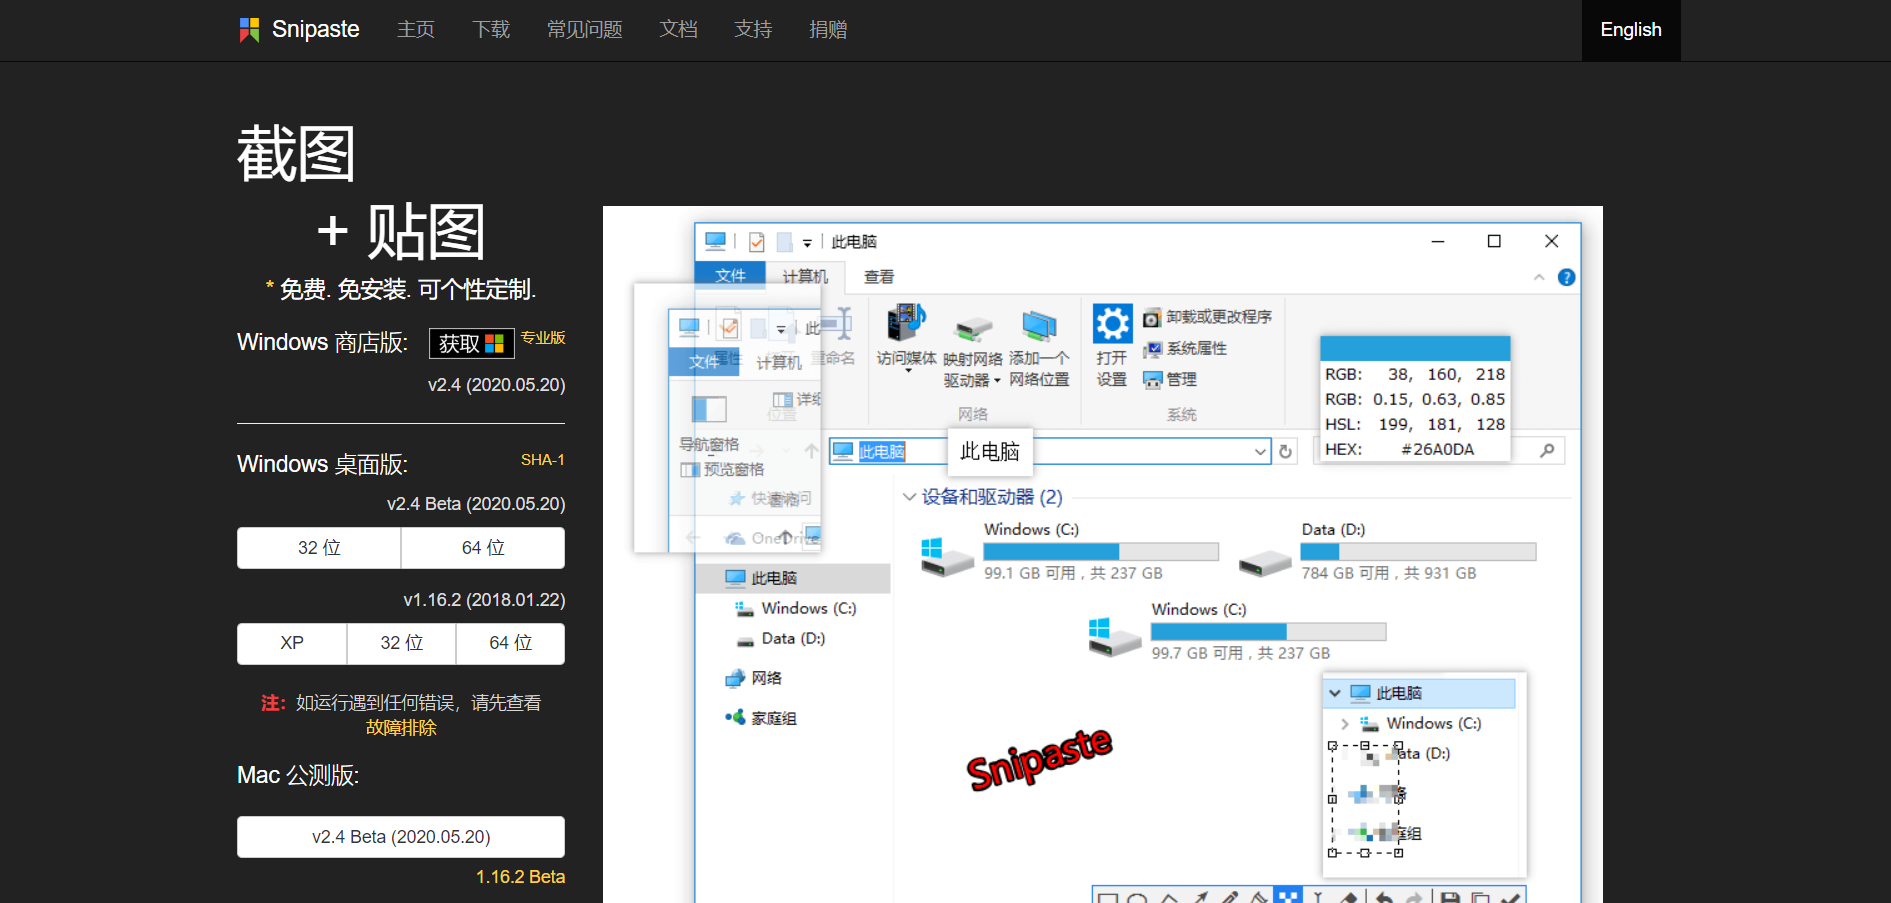 Snipaste 主页 下载 常见问题 文档 支持 捐赠 English
截图
+ 贴图
* 免费. 免安装. 可个性定制.
Windows 商店版: 获取 专业版
v2.4 (2020.05.20)
Windows 桌面版: SHA-1
v2.4 Beta (2020.05.20)
32 位 64 位
v1.16.2 (2018.01.22)
XP 32 位 64 位
注: 如运行遇到任何错误，请先查看
故障排除
Mac 公测版:
v2.4 Beta (2020.05.20)
1.16.2 Beta
此电脑
文件 计算机 查看
此
文件 计算机
属性 重命名
详细
位置
导航窗格
预览窗格
窗格
快速访问
OneDrive
访问媒体
映射网络
驱动器
添加一个
网络位置
网络
打开
设置
卸载或更改程序
系统属性
管理
系统
RGB: 38, 160, 218
RGB: 0.15, 0.63, 0.85
HSL: 199, 181, 128
HEX: #26A0DA
此电脑
此电脑
设备和驱动器 (2)
Windows (C:)
99.1 GB 可用，共 237 GB
Data (D:)
784 GB 可用，共 931 GB
Windows (C:)
99.7 GB 可用，共 237 GB
此电脑
Windows (C:)
Data (D:)
网络
家庭组
Snipaste
此电脑
Windows (C:)
ata (D:)
庭组